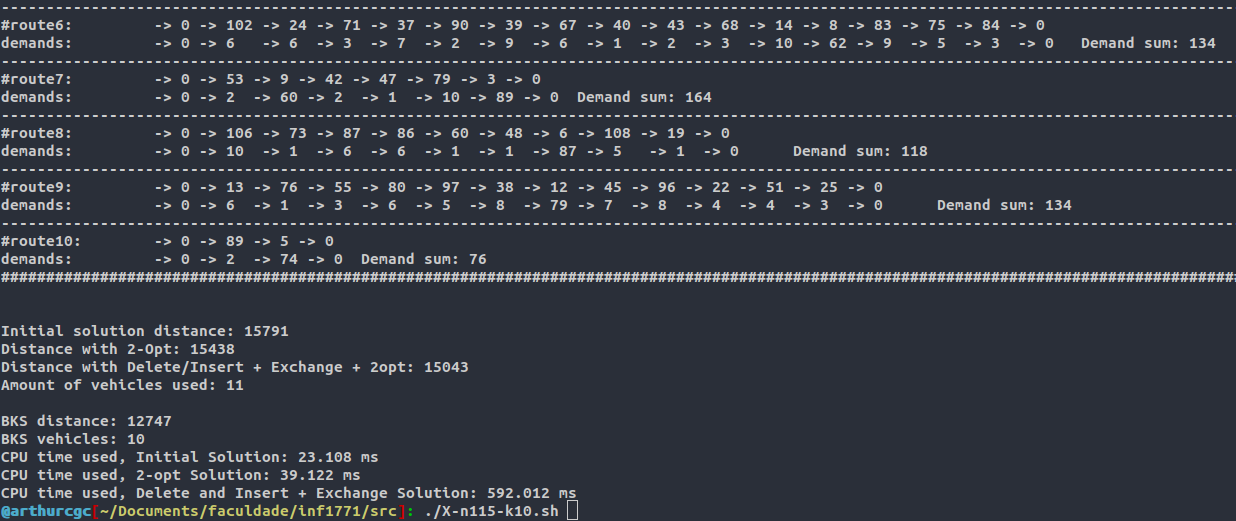 --------------------------------------------------------------------------------------------------------------------------------------------
#route6: -> 0 -> 102 -> 24 -> 71 -> 37 -> 90 -> 39 -> 67 -> 40 -> 43 -> 68 -> 14 -> 8 -> 83 -> 75 -> 84 -> 0
demands: -> 0 -> 6 -> 6 -> 3 -> 7 -> 2 -> 9 -> 6 -> 1 -> 2 -> 3 -> 10 -> 62 -> 9 -> 5 -> 3 -> 0 Demand sum: 134
--------------------------------------------------------------------------------------------------------------------------------------------
#route7: -> 0 -> 53 -> 9 -> 42 -> 47 -> 79 -> 3 -> 0
demands: -> 0 -> 2 -> 60 -> 2 -> 1 -> 10 -> 89 -> 0 Demand sum: 164
--------------------------------------------------------------------------------------------------------------------------------------------
#route8: -> 0 -> 106 -> 73 -> 87 -> 86 -> 60 -> 48 -> 6 -> 108 -> 19 -> 0
demands: -> 0 -> 10 -> 1 -> 6 -> 6 -> 1 -> 1 -> 87 -> 5 -> 1 -> 0 Demand sum: 118
--------------------------------------------------------------------------------------------------------------------------------------------
#route9: -> 0 -> 13 -> 76 -> 55 -> 80 -> 97 -> 38 -> 12 -> 45 -> 96 -> 22 -> 51 -> 25 -> 0
demands: -> 0 -> 6 -> 1 -> 3 -> 6 -> 5 -> 8 -> 79 -> 7 -> 8 -> 4 -> 4 -> 3 -> 0 Demand sum: 134
--------------------------------------------------------------------------------------------------------------------------------------------
#route10: -> 0 -> 89 -> 5 -> 0
demands: -> 0 -> 2 -> 74 -> 0 Demand sum: 76
############################################################################################################################################
Initial solution distance: 15791
Distance with 2-Opt: 15438
Distance with Delete/Insert + Exchange + 2opt: 15043
Amount of vehicles used: 11
BKS distance: 12747
BKS vehicles: 10
CPU time used, Initial Solution: 23.108 ms
CPU time used, 2-opt Solution: 39.122 ms
CPU time used, Delete and Insert + Exchange Solution: 592.012 ms
@arthurcgc[~/Documents/faculdade/inf1771/src]: ./X-n115-k10.sh